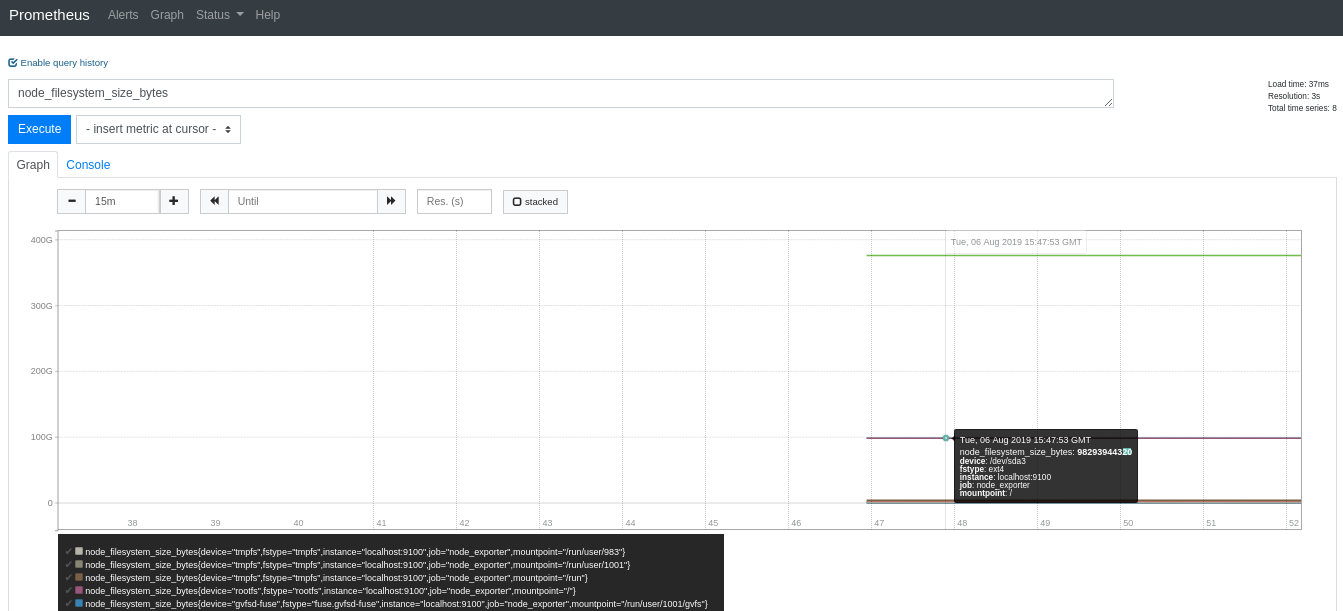 Prometheus Alerts Graph Status Help
Enable query history
node_filesystem_size_bytes
Load time: 37ms
Resolution: 3s
Total time series: 8
Execute - insert metric at cursor -
Graph Console
15m Until Res. (s) stacked
400G
300G
200G
100G
0
Tue, 06 Aug 2019 15:47:53 GMT
Tue, 06 Aug 2019 15:47:53 GMT
node_filesystem_size_bytes: 98293944320
device: /dev/sda3
fstype: ext4
instance: localhost:9100
job: node_exporter
mountpoint: /
38 39 40 41 42 43 44 45 46 47 48 49 50 51 52
node_filesystem_size_bytes{device="tmpfs",fstype="tmpfs",instance="localhost:9100",job="node_exporter",mountpoint="/run/user/983"}
node_filesystem_size_bytes{device="tmpfs",fstype="tmpfs",instance="localhost:9100",job="node_exporter",mountpoint="/run/user/1001"}
node_filesystem_size_bytes{device="tmpfs",fstype="tmpfs",instance="localhost:9100",job="node_exporter",mountpoint="/run"}
node_filesystem_size_bytes{device="rootfs",fstype="rootfs",instance="localhost:9100",job="node_exporter",mountpoint="/"}
node_filesystem_size_bytes{device="gvfsd-fuse",fstype="fuse.gvfsd-fuse",instance="localhost:9100",job="node_exporter",mountpoint="/run/user/1001/gvfs"}